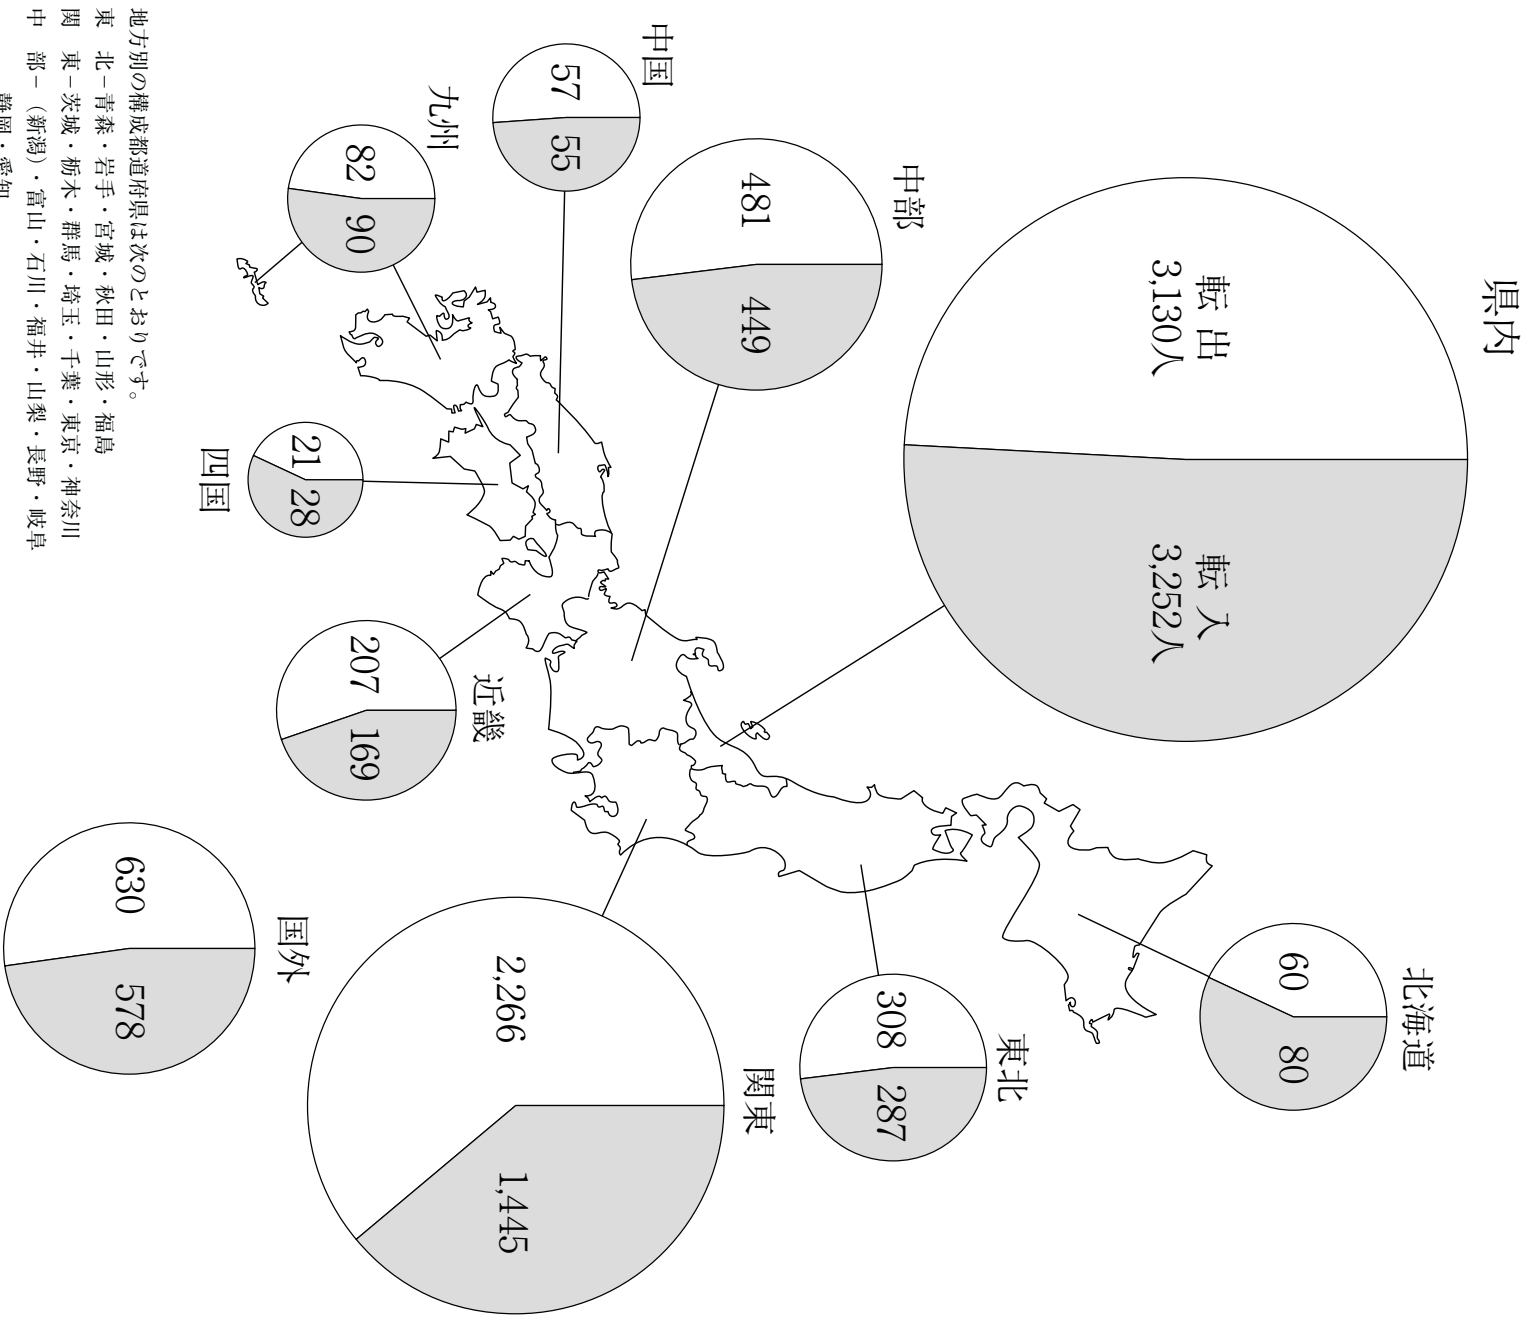 県内
転 出
3,130人
転 入
3,252人
北海道
60
80
中部
481
449
東北
308
287
中国
57
55
関東
2,266
1,445
九州
82
90
近畿
207
169
四国
21
28
国外
630
578
地方別の構成都道府県は次のとおりです。
東 北－青森・岩手・宮城・秋田・山形・福島
関 東－茨城・栃木・群馬・埼玉・千葉・東京・神奈川
中 部－（新潟）・富山・石川・福井・山梨・長野・岐阜
静岡・愛知